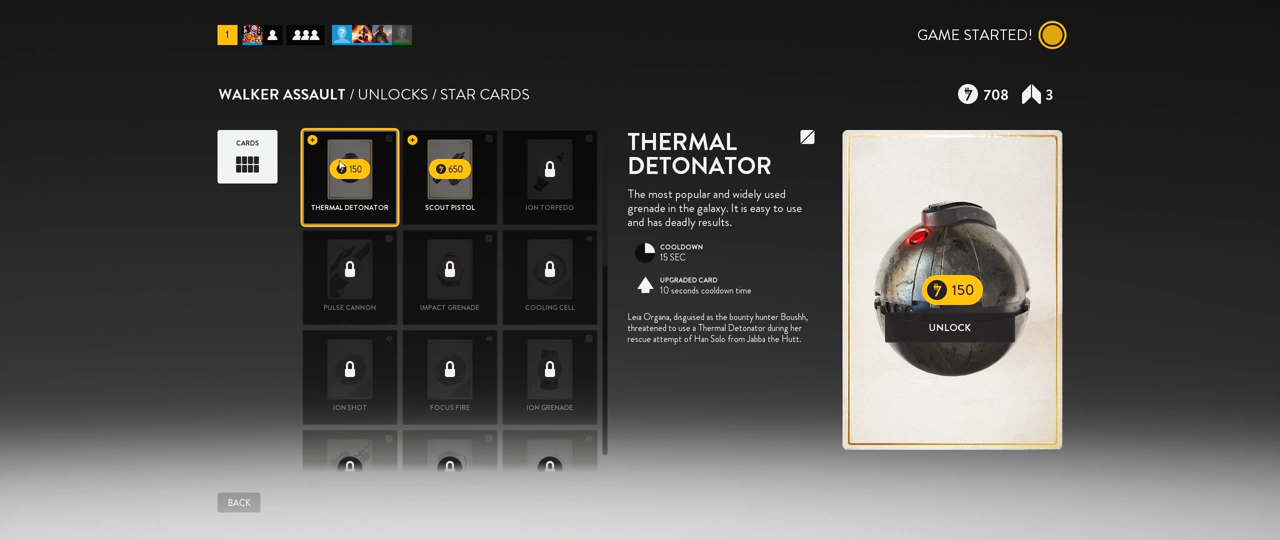 1
GAME STARTED!
WALKER ASSAULT / UNLOCKS / STAR CARDS
708
3
CARDS
150
THERMAL DETONATOR
650
SCOUT PISTOL
ION TORPEDO
PULSE CANNON
IMPACT GRENADE
COOLING CELL
ION SHOT
FOCUS FIRE
ION GRENADE
THERMAL
DETONATOR
The most popular and widely used
grenade in the galaxy. It is easy to use
and has deadly results.
COOLDOWN
15 SEC
UPGRADED CARD
10 seconds cooldown time
Leia Organa, disguised as the bounty hunter Boushh,
threatened to use a Thermal Detonator during her
rescue attempt of Han Solo from Jabba the Hutt.
150
UNLOCK
BACK